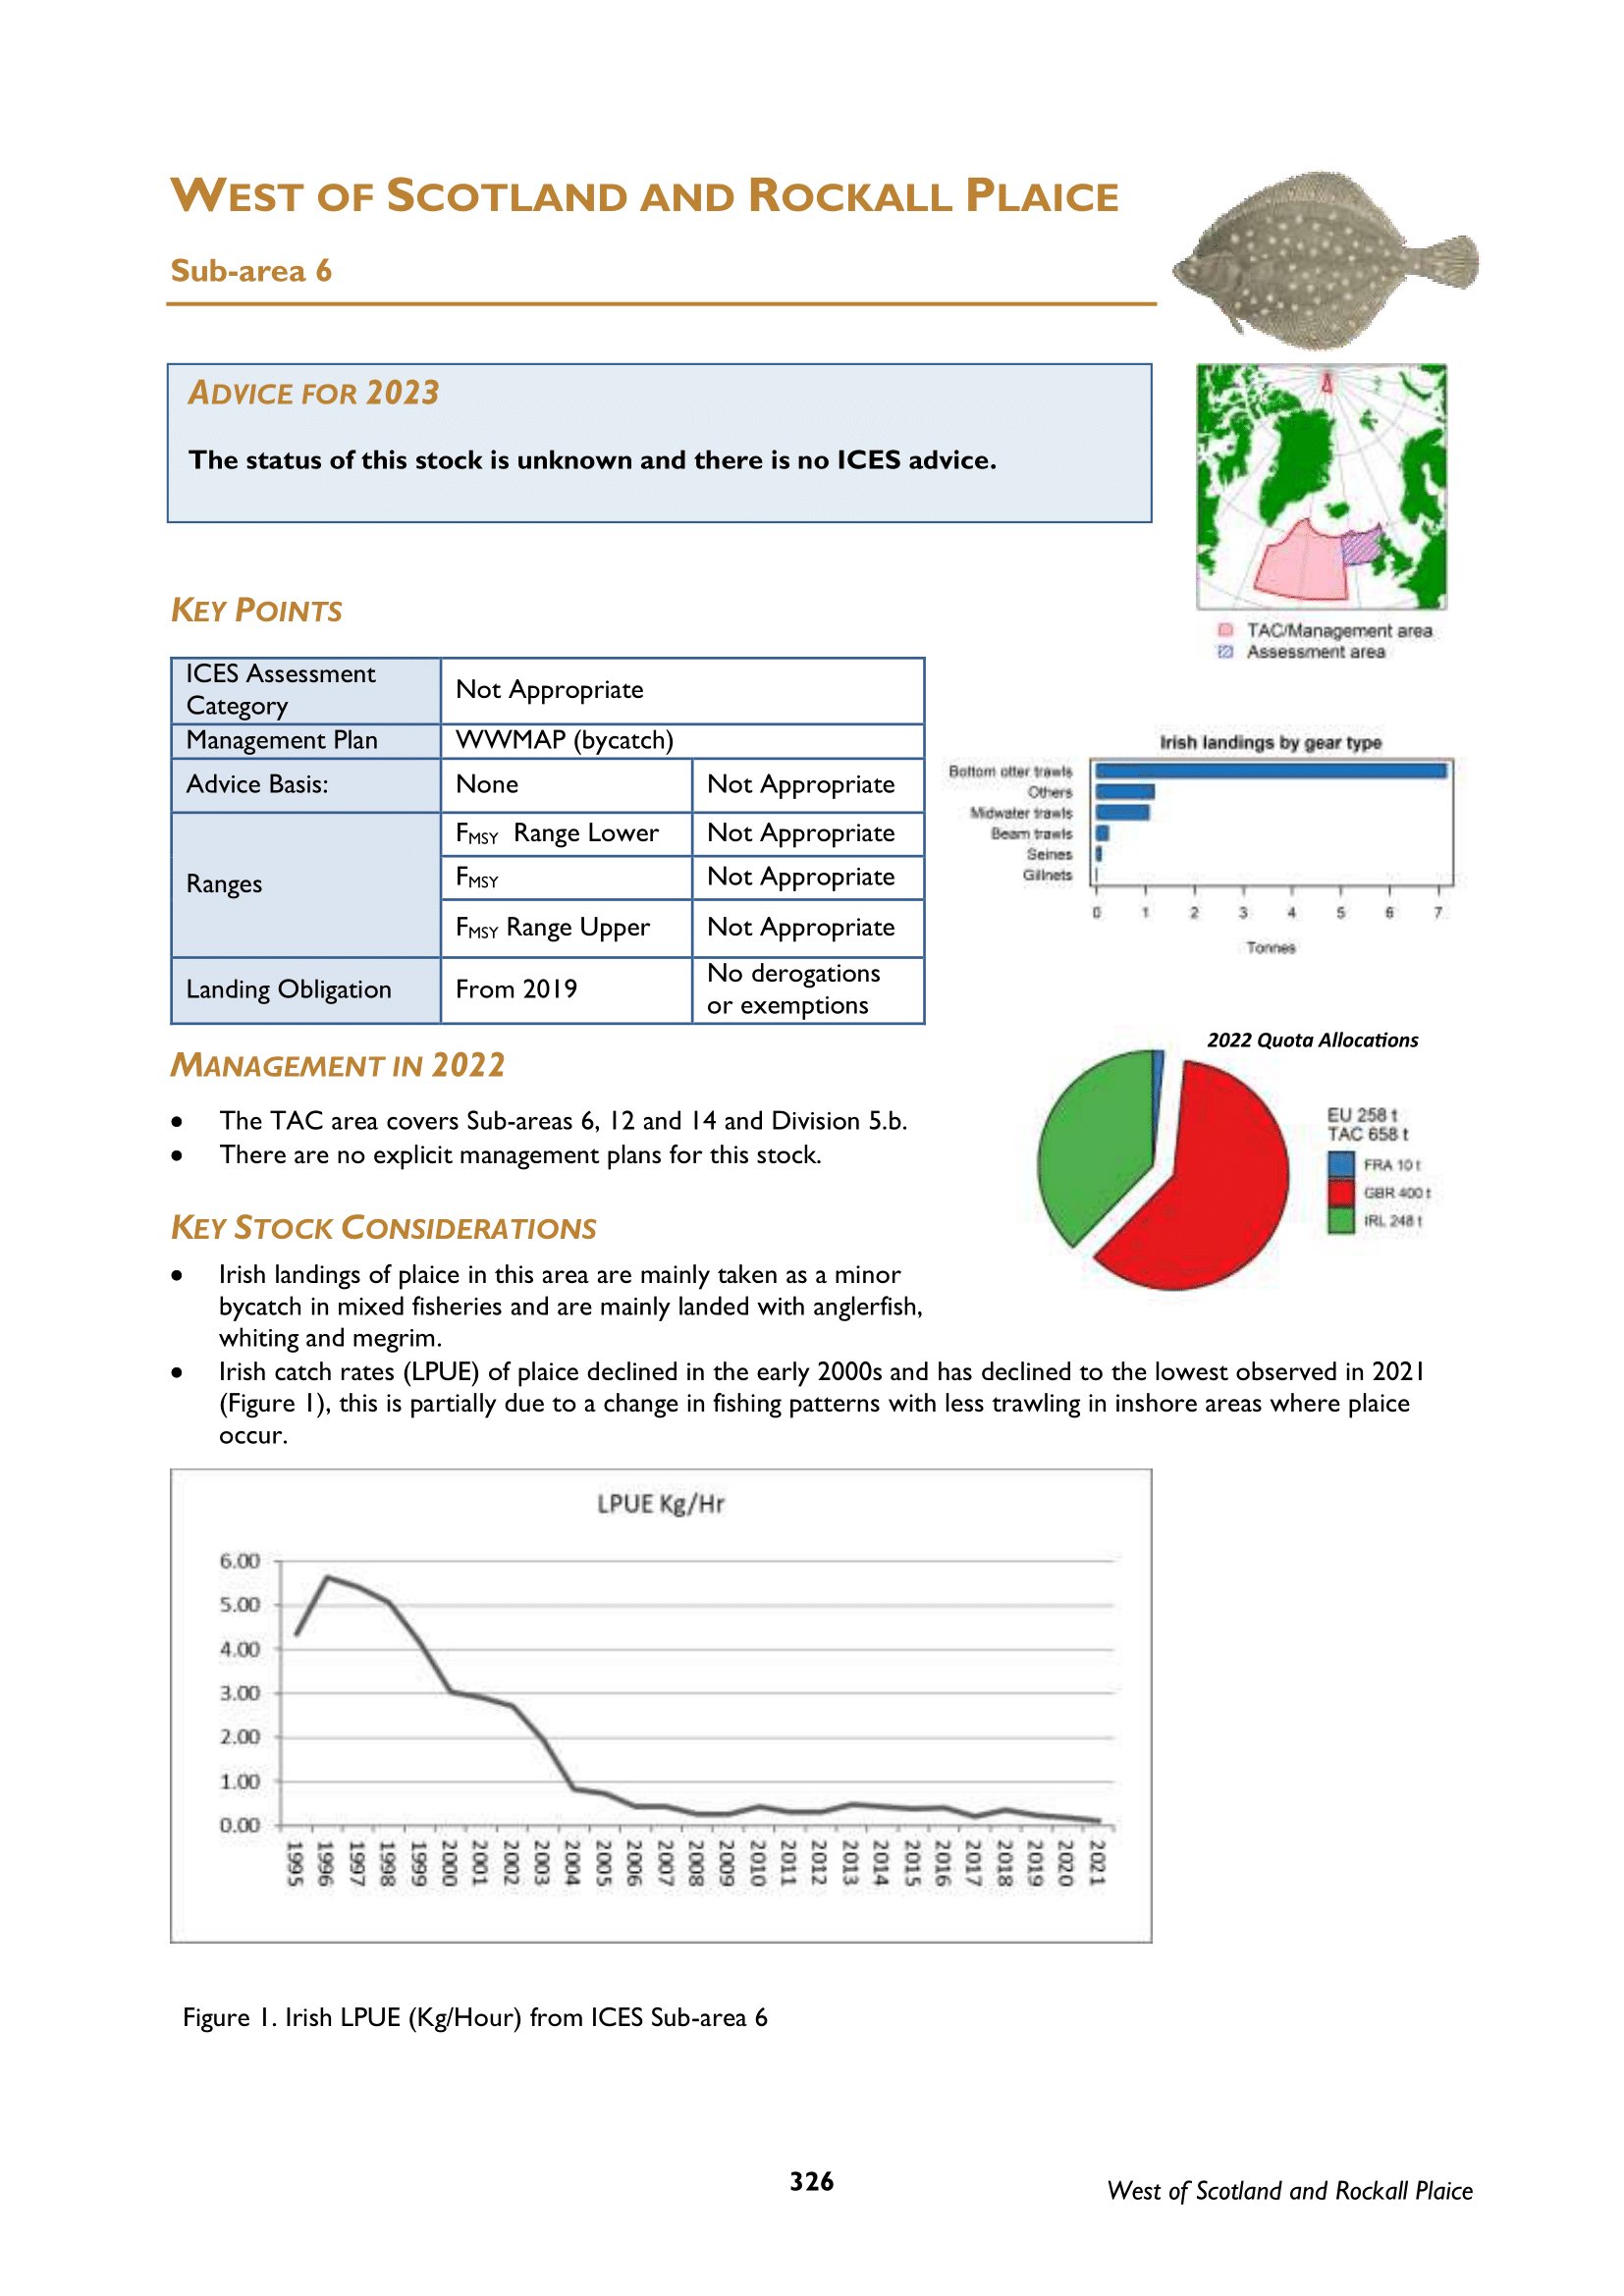 WEST OF SCOTLAND AND ROCKALL PLAICE
Sub-area 6
ADVICE FOR 2023
The status of this stock is unknown and there is no ICES advice.
TAC/Management area
Assessment area
KEY POINTS
ICES Assessment
Category
Not Appropriate
Management Plan
WWMAP (bycatch)
Advice Basis:
None
Not Appropriate
Ranges
FMSY Range Lower
Not Appropriate
FMSY
Not Appropriate
FMSY Range Upper
Not Appropriate
Landing Obligation
From 2019
No derogations
or exemptions
Irish landings by gear type
Bottom otter trawls
Others
Midwater trawls
Beam trawls
Seines
Gillnets
0 1 2 3 4 5 6 7
Tonnes
MANAGEMENT IN 2022
• The TAC area covers Sub-areas 6, 12 and 14 and Division 5.b.
• There are no explicit management plans for this stock.
2022 Quota Allocations
EU 258 t
TAC 658 t
FRA 10 t
GBR 400 t
IRL 248 t
KEY STOCK CONSIDERATIONS
• Irish landings of plaice in this area are mainly taken as a minor
bycatch in mixed fisheries and are mainly landed with anglerfish,
whiting and megrim.
• Irish catch rates (LPUE) of plaice declined in the early 2000s and has declined to the lowest observed in 2021
(Figure 1), this is partially due to a change in fishing patterns with less trawling in inshore areas where plaice
occur.
LPUE Kg/Hr
6.00
5.00
4.00
3.00
2.00
1.00
0.00
1995 1996 1997 1998 1999 2000 2001 2002 2003 2004 2005 2006 2007 2008 2009 2010 2011 2012 2013 2014 2015 2016 2017 2018 2019 2020 2021
Figure 1. Irish LPUE (Kg/Hour) from ICES Sub-area 6
326
West of Scotland and Rockall Plaice